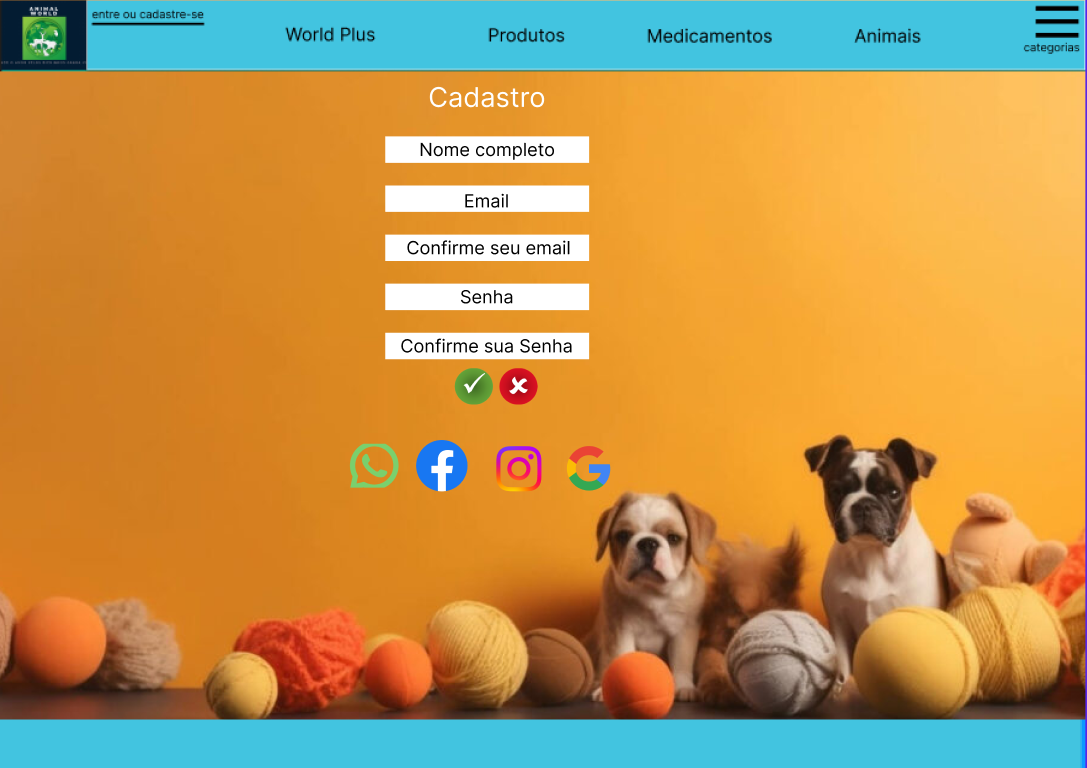 ANIMAL
WORLD
entre ou cadastre-se
World Plus
Produtos
Medicamentos
Animais
categorias
Cadastro
Nome completo
Email
Confirme seu email
Senha
Confirme sua Senha